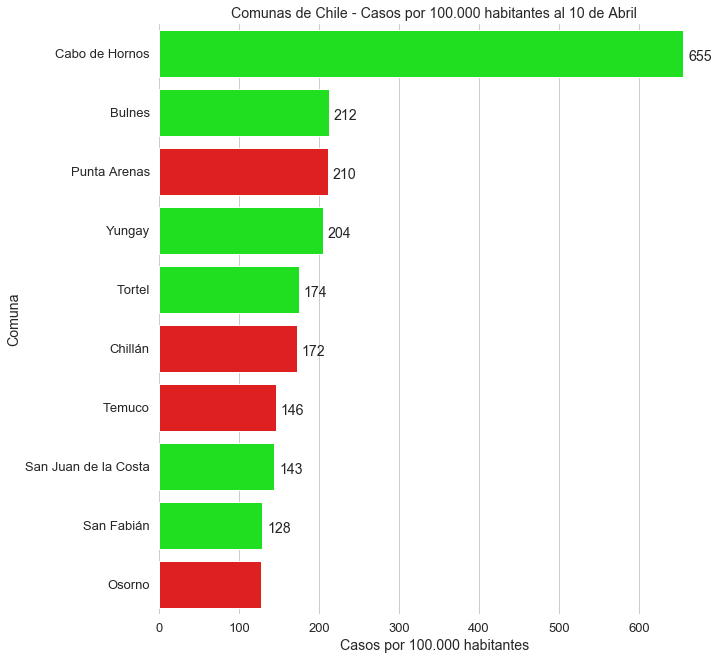 Comunas de Chile - Casos por 100.000 habitantes al 10 de Abril
Cabo de Hornos 655
Bulnes 212
Punta Arenas 210
Yungay 204
Tortel 174
Chillán 172
Temuco 146
San Juan de la Costa 143
San Fabián 128
Osorno
Comuna
0 100 200 300 400 500 600
Casos por 100.000 habitantes